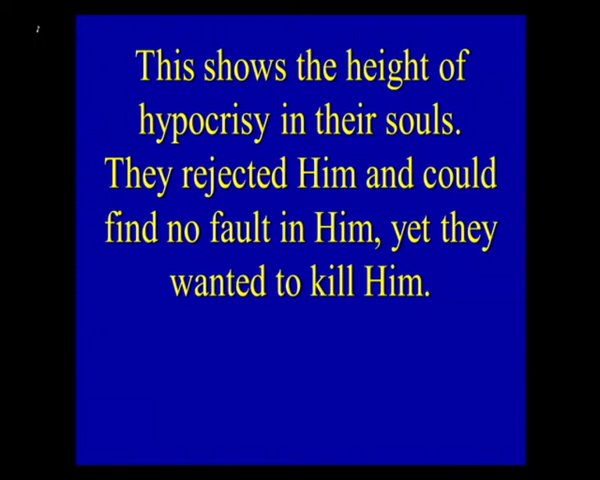 This shows the height of
hypocrisy in their souls.
They rejected Him and could
find no fault in Him, yet they
wanted to kill Him.